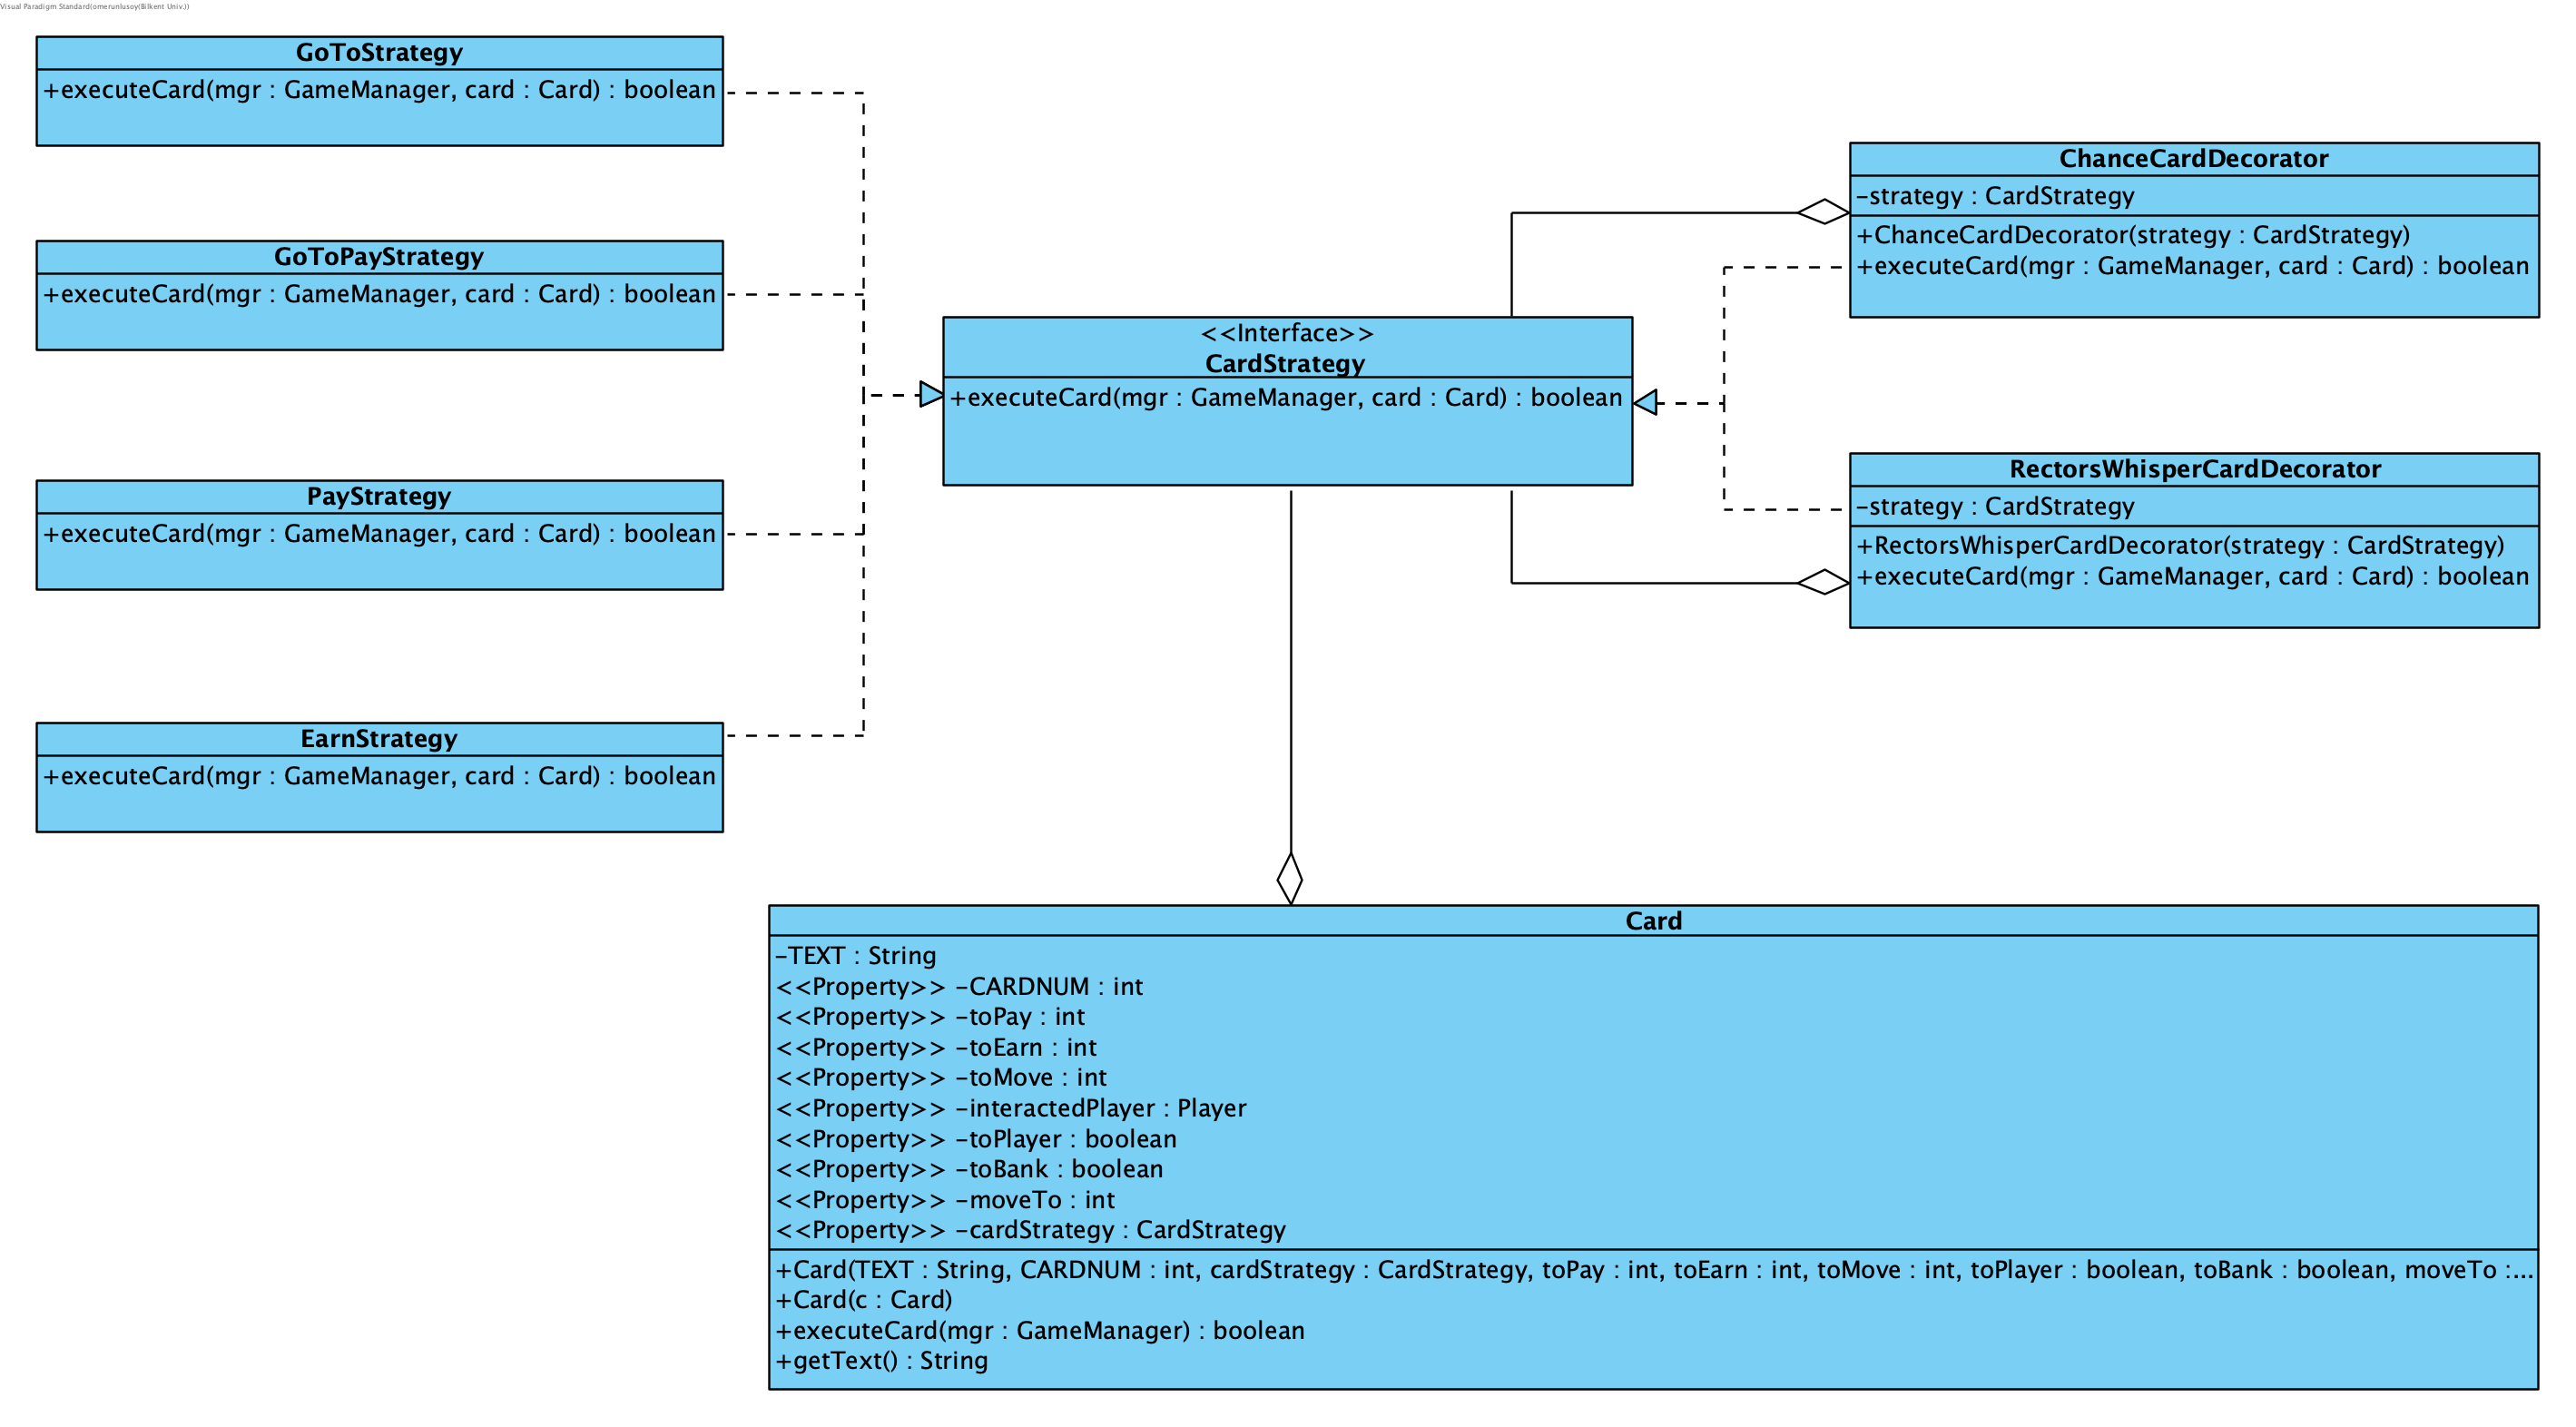 Visual Paradigm Standard(omerunlusoy(Bilkent Univ.))
GoToStrategy
+executeCard(mgr : GameManager, card : Card) : boolean
GoToPayStrategy
+executeCard(mgr : GameManager, card : Card) : boolean
PayStrategy
+executeCard(mgr : GameManager, card : Card) : boolean
EarnStrategy
+executeCard(mgr : GameManager, card : Card) : boolean
<<Interface>>
CardStrategy
+executeCard(mgr : GameManager, card : Card) : boolean
ChanceCardDecorator
-strategy : CardStrategy
+ChanceCardDecorator(strategy : CardStrategy)
+executeCard(mgr : GameManager, card : Card) : boolean
RectorsWhisperCardDecorator
-strategy : CardStrategy
+RectorsWhisperCardDecorator(strategy : CardStrategy)
+executeCard(mgr : GameManager, card : Card) : boolean
Card
-TEXT : String
<<Property>> -CARDNUM : int
<<Property>> -toPay : int
<<Property>> -toEarn : int
<<Property>> -toMove : int
<<Property>> -interactedPlayer : Player
<<Property>> -toPlayer : boolean
<<Property>> -toBank : boolean
<<Property>> -moveTo : int
<<Property>> -cardStrategy : CardStrategy
+Card(TEXT : String, CARDNUM : int, cardStrategy : CardStrategy, toPay : int, toEarn : int, toMove : int, toPlayer : boolean, toBank : boolean, moveTo :...
+Card(c : Card)
+executeCard(mgr : GameManager) : boolean
+getText() : String